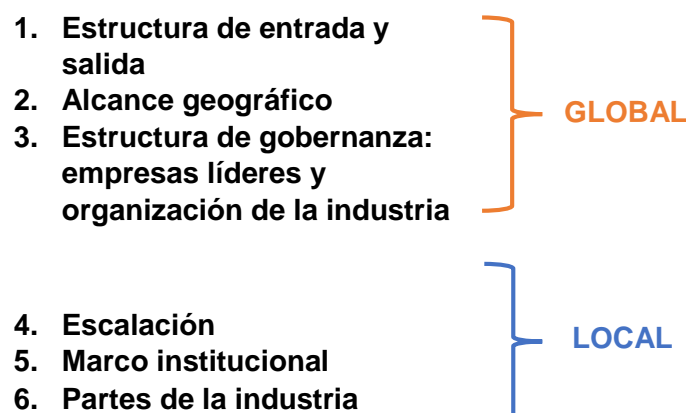 1. Estructura de entrada y
salida
2. Alcance geográfico
3. Estructura de gobernanza:
empresas líderes y
organización de la industria
GLOBAL
4. Escalación
5. Marco institucional
6. Partes de la industria
LOCAL